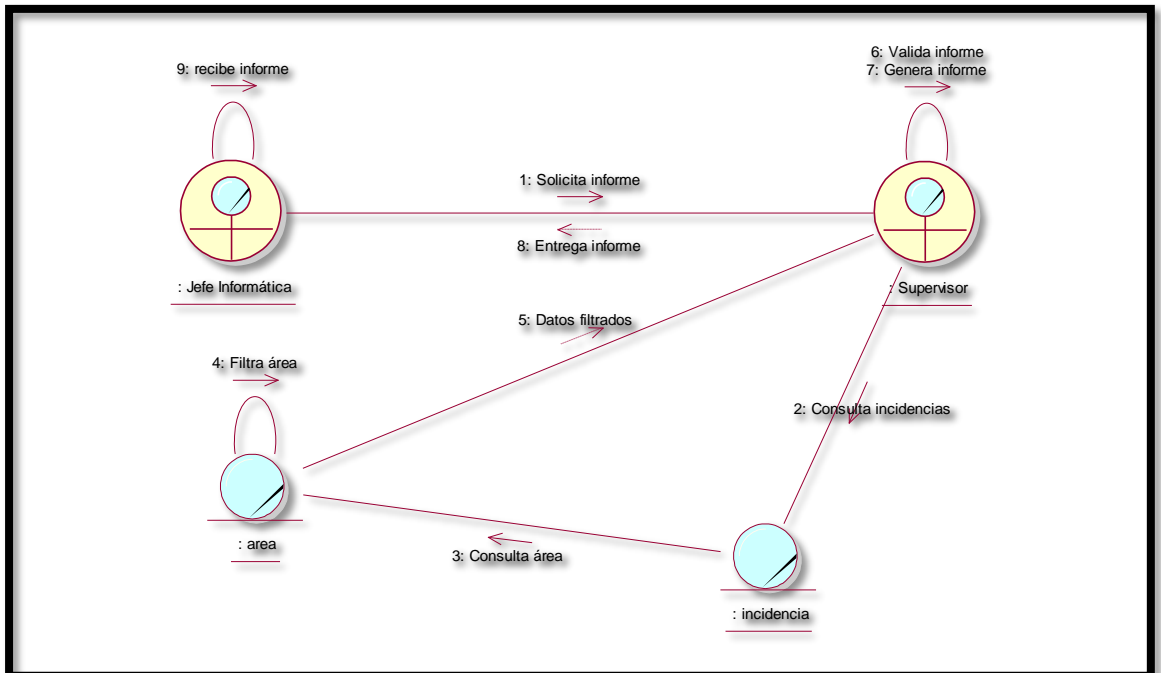 6: Valida informe
9: recibe informe
7: Genera informe
1: Solicita informe
8: Entrega informe
: Jefe Informática
: Supervisor
5: Datos filtrados
4: Filtra área
2: Consulta incidencias
: area
3: Consulta área
: incidencia